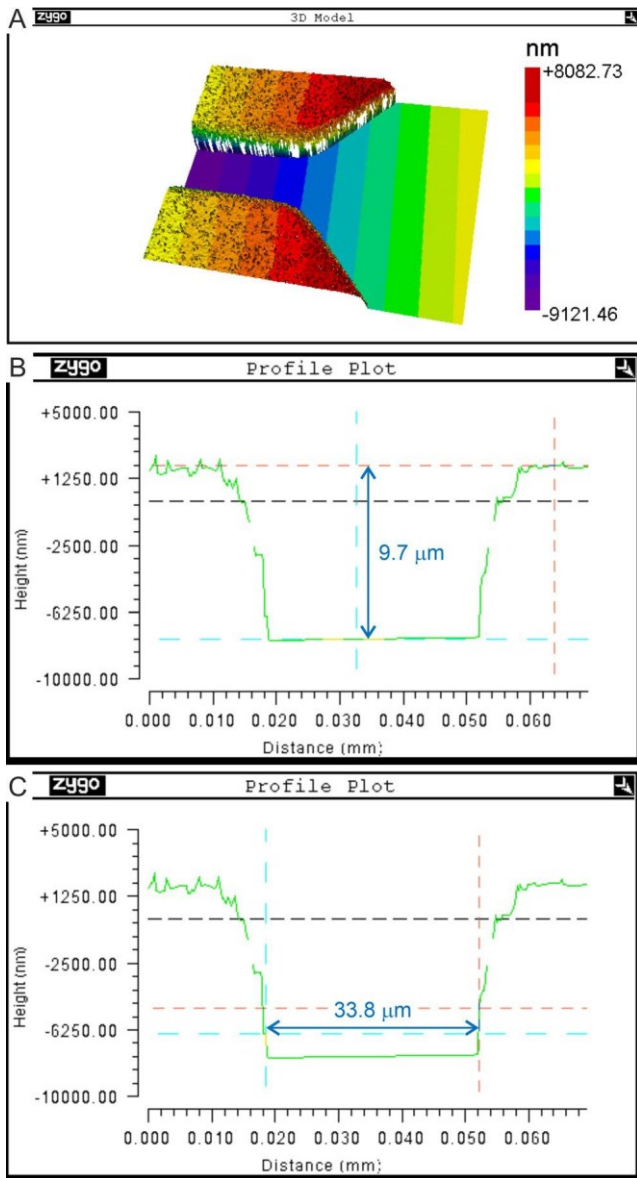 A
zygo 3D Model
nm
+8082.73
-9121.46
B
zygo Profile Plot
+5000.00
+1250.00
-2500.00
-6250.00
-10000.00
Height (nm)
9.7 μm
0.000 0.010 0.020 0.030 0.040 0.050 0.060
Distance (mm)
C
zygo Profile Plot
+5000.00
+1250.00
-2500.00
-6250.00
-10000.00
Height (nm)
33.8 μm
0.000 0.010 0.020 0.030 0.040 0.050 0.060
Distance (mm)